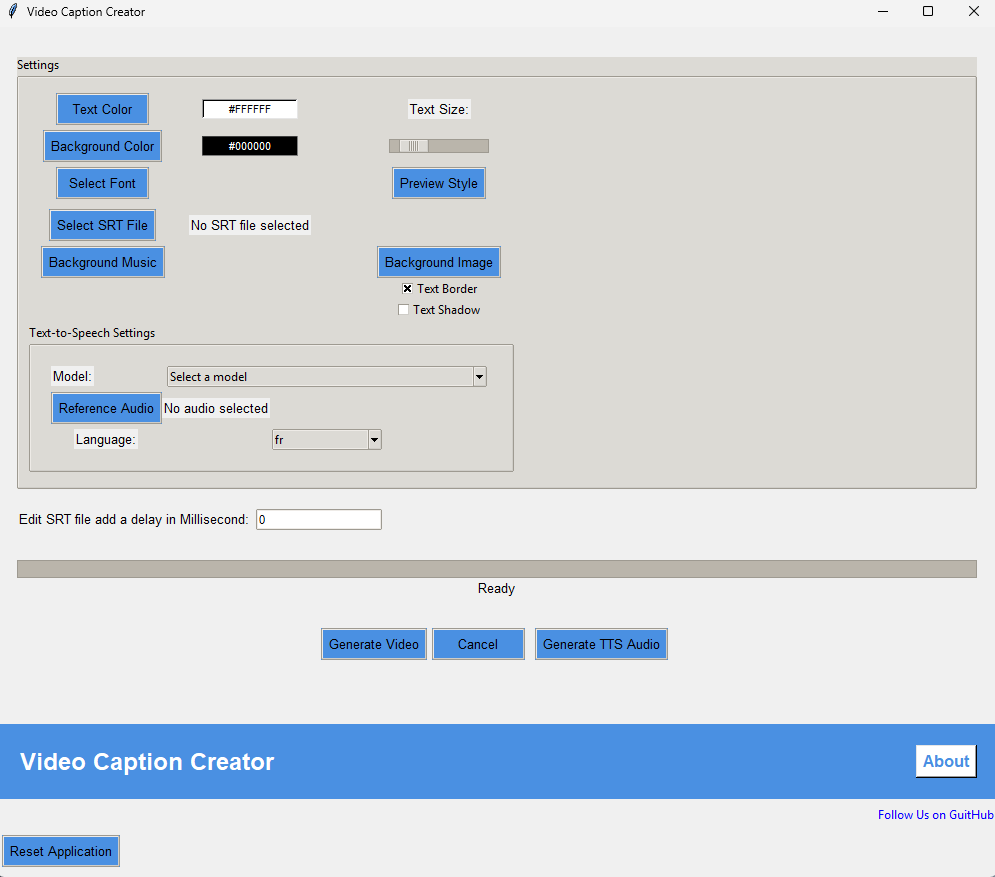 Video Caption Creator
Settings
Text Color #FFFFFF Text Size:
Background Color #000000
Select Font Preview Style
Select SRT File No SRT file selected
Background Music Background Image
Text Border
Text Shadow
Text-to-Speech Settings
Model: Select a model
Reference Audio No audio selected
Language: fr
Edit SRT file add a delay in Millisecond: 0
Ready
Generate Video Cancel Generate TTS Audio
Video Caption Creator About
Follow Us on GuitHub
Reset Application